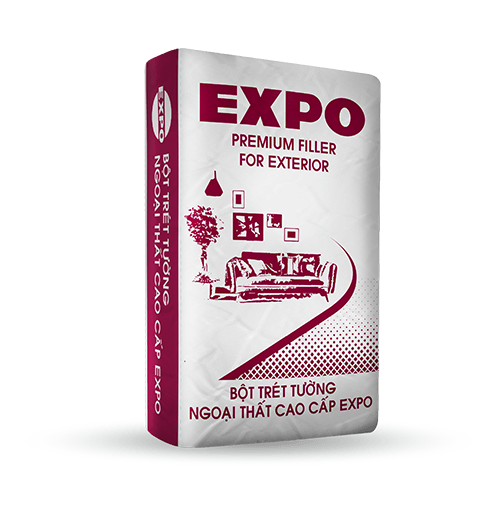 EXPO
PREMIUM FILLER
FOR EXTERIOR
BỘT TRÉT TƯỜNG
NGOẠI THẤT CAO CẤP EXPO
EXPO
BỘT TRÉT TƯỜNG
NGOẠI THẤT CAO CẤP EXPO